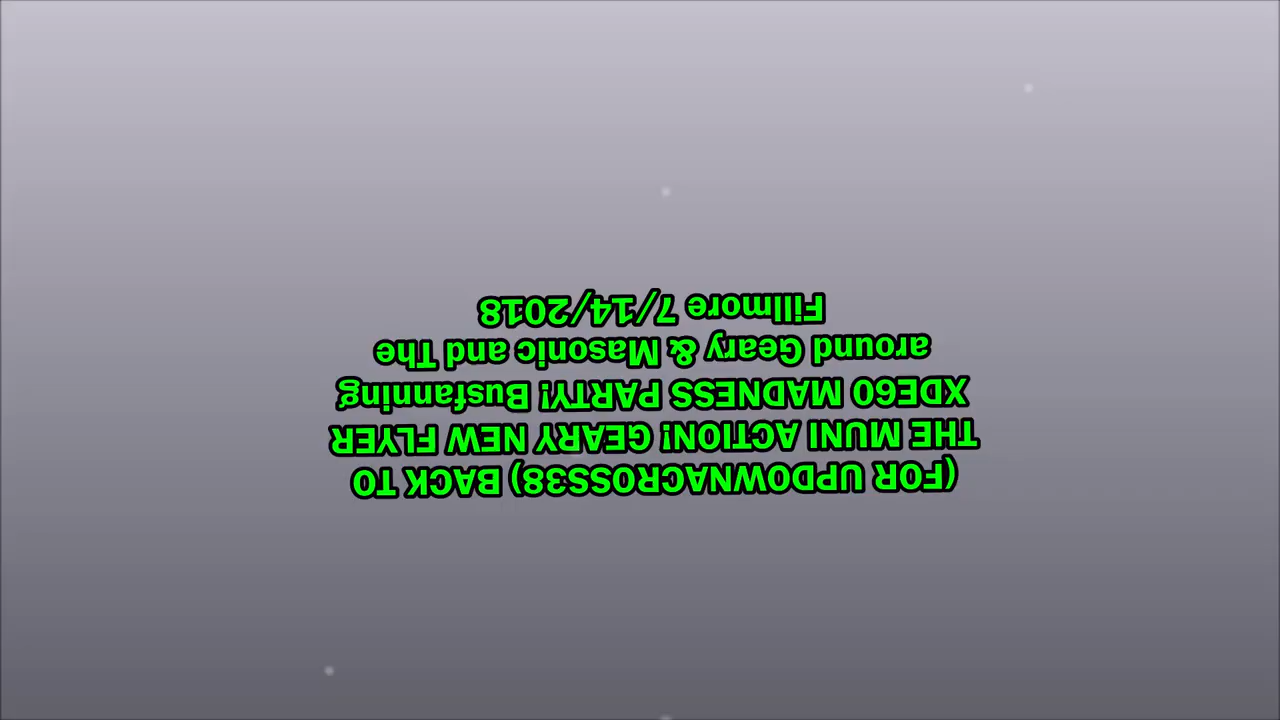 (FOR UPDOWNACROSS38) BACK TO
THE MUNI ACTION! GEARY NEW FLYER
XDE60 MADNESS PARTY! Busfanning
around Geary & Masonic and The
Fillmore 7/14/2018